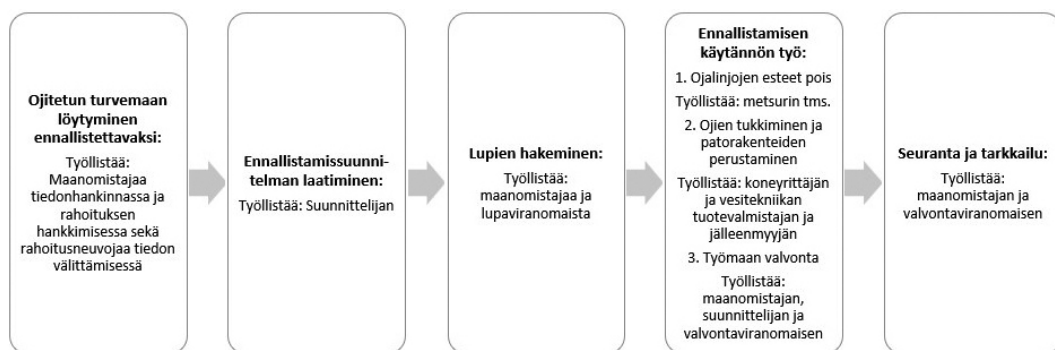 Ojitetun turvemaan
löytyminen
ennallistettavaksi:
Työllistää:
Maanomistajaa
tiedonhankinnassa ja
rahoituksen
hankkimisessa sekä
rahoitusneuvojaa tiedon
välittämisessä
Ennallistamissuunni-
telman laatiminen:
Työllistää: Suunnittelijan
Lupien hakeminen:
Työllistää:
maanomistajaa ja
lupaviranomaista
Ennallistamisen
käytännön työ:
1. Ojalinjojen esteet pois
Työllistää: metsurin tms.
2. Ojien tukkiminen ja
patorakenteiden
perustaminen
Työllistää: koneyrittäjän
ja vesitekniikan
tuotevalmistajan ja
jälleenmyyjän
3. Työmaan valvonta
Työllistää:
maanomistajan,
suunnittelijan ja
valvontaviranomaisen
Seuranta ja tarkkailu:
Työllistää:
maanomistajan ja
valvontaviranomaisen